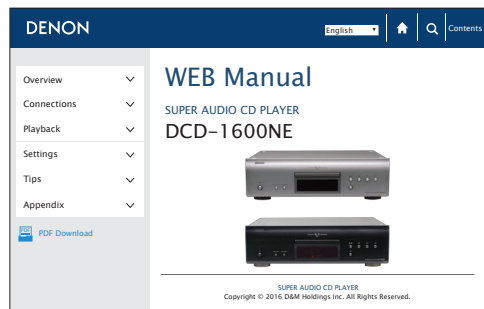 DENON
English
Contents
Overview
Connections
Playback
Settings
Tips
Appendix
PDF Download
WEB Manual
SUPER AUDIO CD PLAYER
DCD-1600NE
SUPER AUDIO CD PLAYER
Copyright © 2016 D&M Holdings Inc. All Rights Reserved.